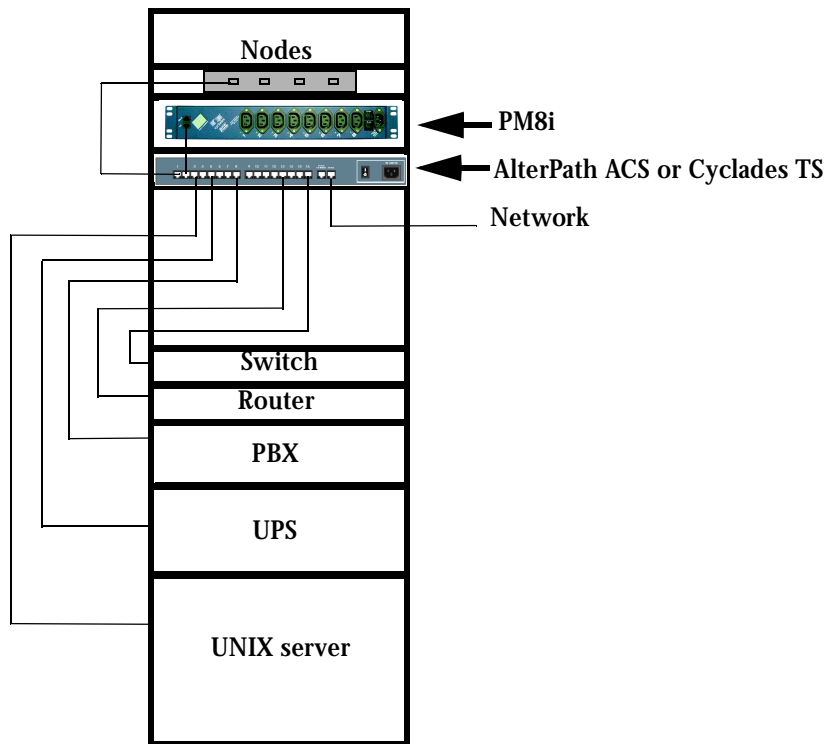 Nodes
PM8i
AlterPath ACS or Cyclades TS
Network
Switch
Router
PBX
UPS
UNIX server